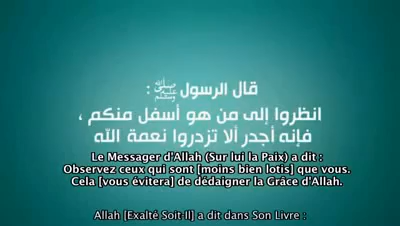 قال الرسول ﷺ :
انظروا إلى من هو أسفل منكم ،
فإنه أجدر ألا تزدروا نعمة الله
Le Messager d'Allah (Sur lui la Paix) a dit :
Observez ceux qui sont [moins bien lotis] que vous.
Cela [vous évitera] de dédaigner la Grâce d'Allah.
Allah [Exalté Soit-Il] a dit dans Son Livre :